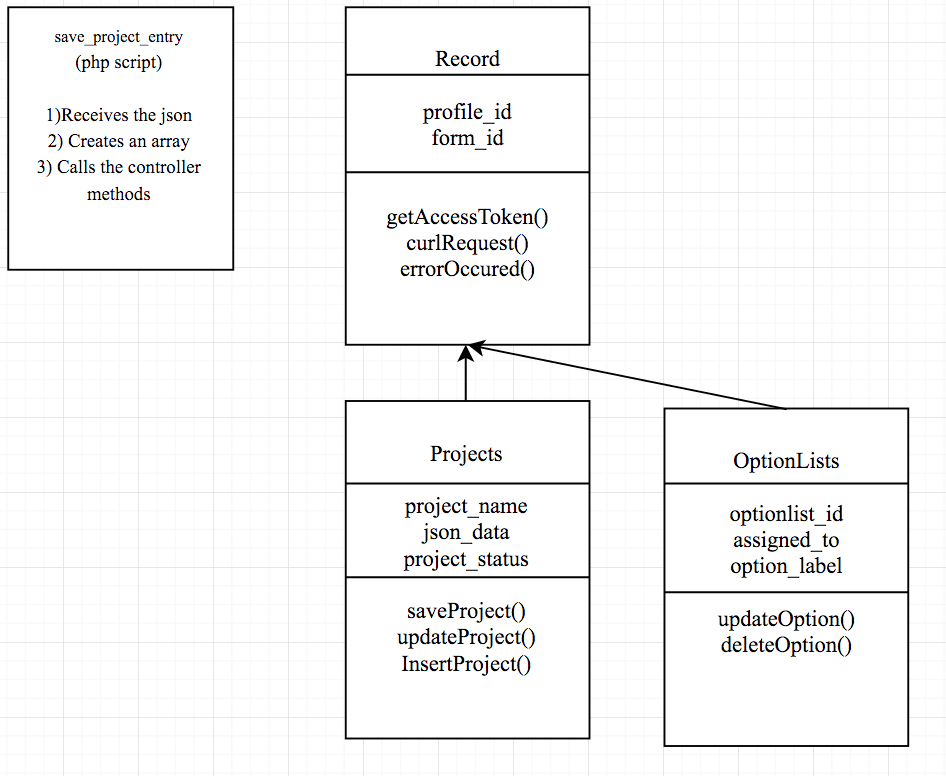 save_project_entry
(php script)
1)Receives the json
2) Creates an array
3) Calls the controller
methods
Record
profile_id
form_id
getAccessToken()
curlRequest()
errorOccured()
Projects
project_name
json_data
project_status
saveProject()
updateProject()
InsertProject()
OptionLists
optionlist_id
assigned_to
option_label
updateOption()
deleteOption()